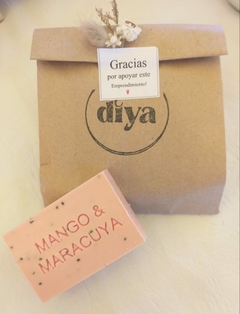 Gracias
por apoyar este
Emprendimiento!
diya
MANGO &
MARACUYA